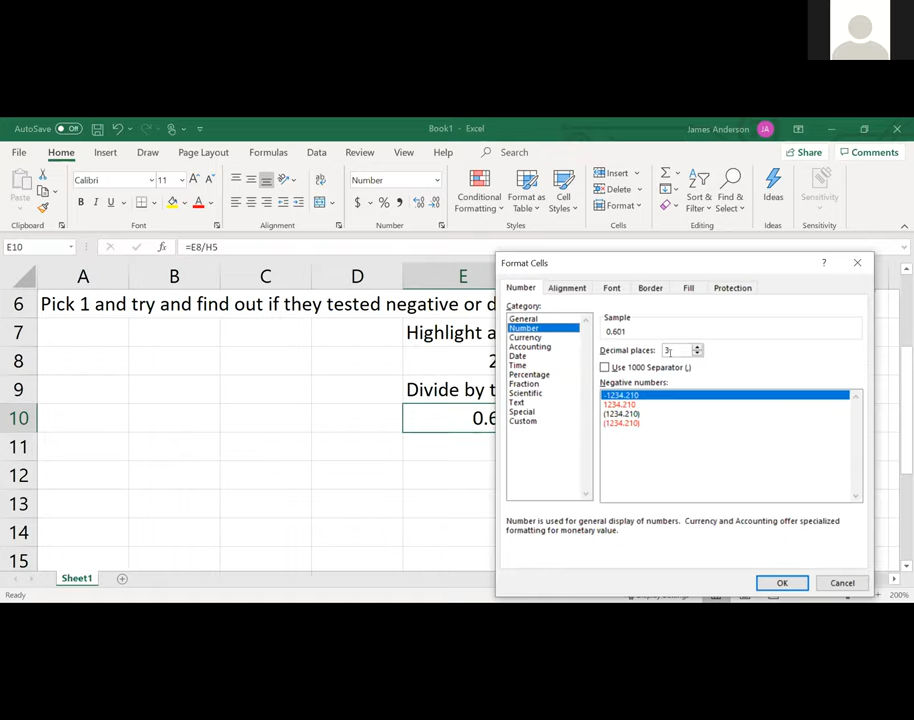 AutoSave Off
Book1 - Excel
James Anderson JA
File Home Insert Draw Page Layout Formulas Data Review View Help Search Share Comments
Paste
Clipboard
Calibri 11
B I U
Font
Alignment
Number
$ % ,
Number
Conditional Formatting
Format as Table
Cell Styles
Styles
Insert
Delete
Format
Cells
Sort & Filter
Find & Select
Editing
Ideas
Ideas
Sensitivity
Sensitivity
E10 fx =E8/H5
A B C D E
6 Pick 1 and try and find out if they tested negative or d
7 Highlight a
8 2
9 Divide by t
10 0.6
11
12
13
14
15
Sheet1
Ready
200%
Format Cells ?
Number Alignment Font Border Fill Protection
Category:
General
Number
Currency
Accounting
Date
Time
Percentage
Fraction
Scientific
Text
Special
Custom
Sample
0.601
Decimal places: 3
Use 1000 Separator (,)
Negative numbers:
-1234.210
1234.210
(1234.210)
(1234.210)
Number is used for general display of numbers. Currency and Accounting offer specialized
formatting for monetary value.
OK Cancel